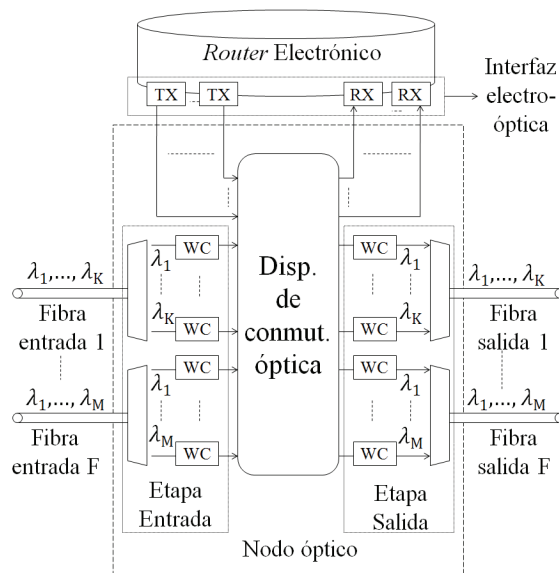 Router Electrónico
TX TX RX RX
Interfaz
electro-
óptica
λ1,..., λK
Fibra
entrada 1
λ1,..., λM
Fibra
entrada F
λ1 WC
λK WC
λ1 WC
λM WC
Etapa
Entrada
Disp.
de
conmut.
óptica
WC λ1
WC λK
WC λ1
WC λM
Etapa
Salida
λ1,..., λK
Fibra
salida 1
λ1,..., λM
Fibra
salida F
Nodo óptico